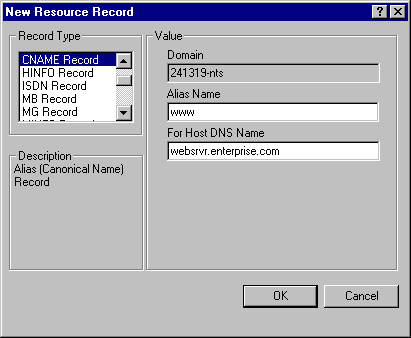 New Resource Record
Record Type
CNAME Record
HINFO Record
ISDN Record
MB Record
MG Record
Description
Alias (Canonical Name)
Record
Value
Domain
241319-nts
Alias Name
www
For Host DNS Name
websrvr.enterprise.com
OK
Cancel